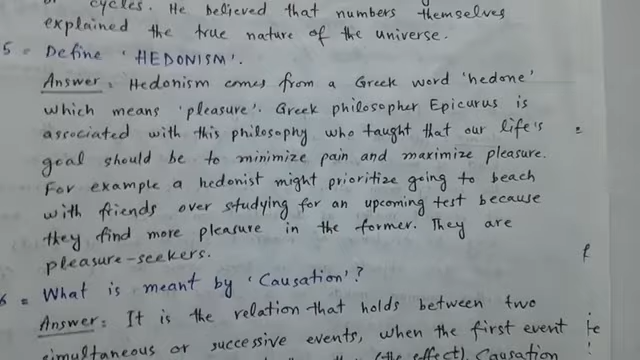 cycles. He believed that numbers themselves
explained the true nature of the universe.
5 = Define 'HEDONISM'.
Answer: Hedonism comes from a Greek word 'hedone'
which means 'pleasure'. Greek philosopher Epicurus is
associated with this philosophy who taught that our life's
goal should be to minimize pain and maximize pleasure.
For example a hedonist might prioritize going to beach
with friends over studying for an upcoming test because
they find more pleasure in the former. They are
pleasure-seekers.
6 = What is meant by 'Causation'?
Answer: It is the relation that holds between two
simultaneous or successive events, when the first event
(the effect). Causation